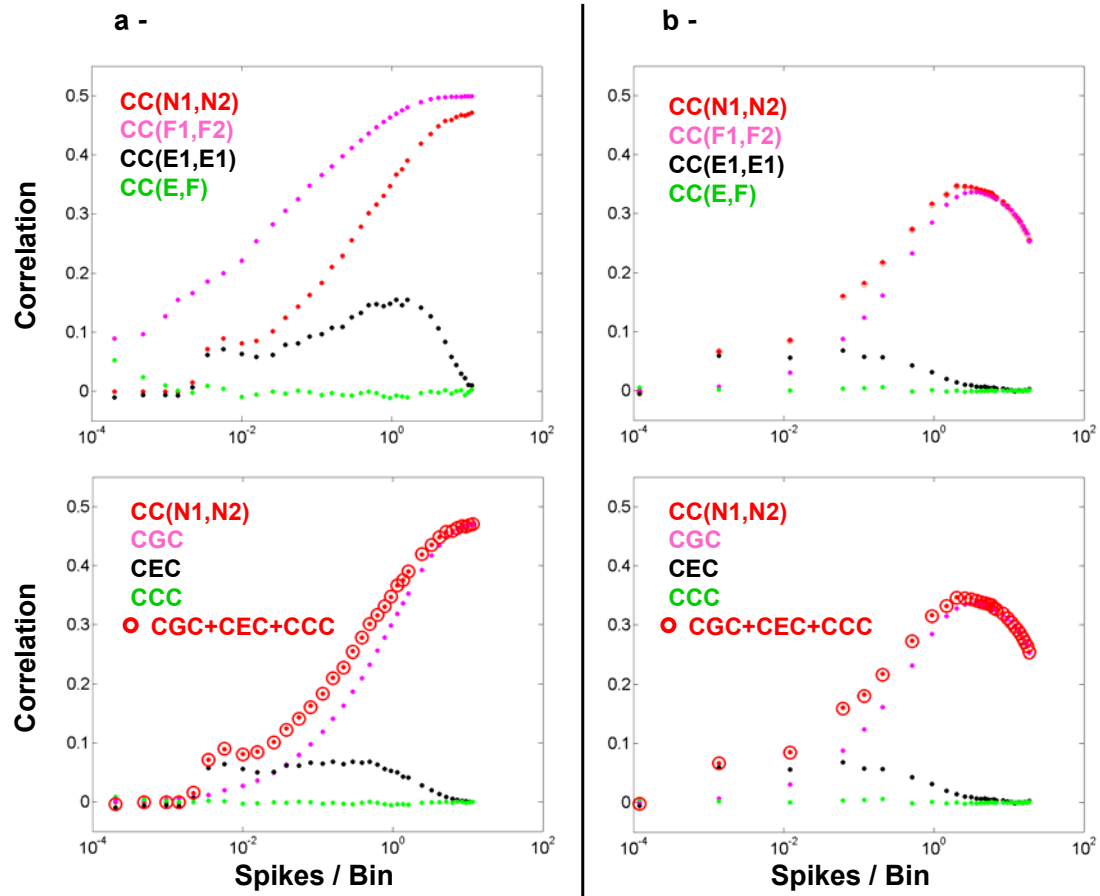 a -
b -
CC(N1,N2)
CC(F1,F2)
CC(E1,E1)
CC(E,F)
0.5
0.4
0.3
0.2
0.1
0
10-4
10-2
100
102
Correlation
CC(N1,N2)
CC(F1,F2)
CC(E1,E1)
CC(E,F)
0.5
0.4
0.3
0.2
0.1
0
10-4
10-2
100
102
CC(N1,N2)
CGC
CEC
CCC
CGC+CEC+CCC
0.5
0.4
0.3
0.2
0.1
0
10-4
10-2
100
102
Correlation
Spikes / Bin
CC(N1,N2)
CGC
CEC
CCC
CGC+CEC+CCC
0.5
0.4
0.3
0.2
0.1
0
10-4
10-2
100
102
Spikes / Bin